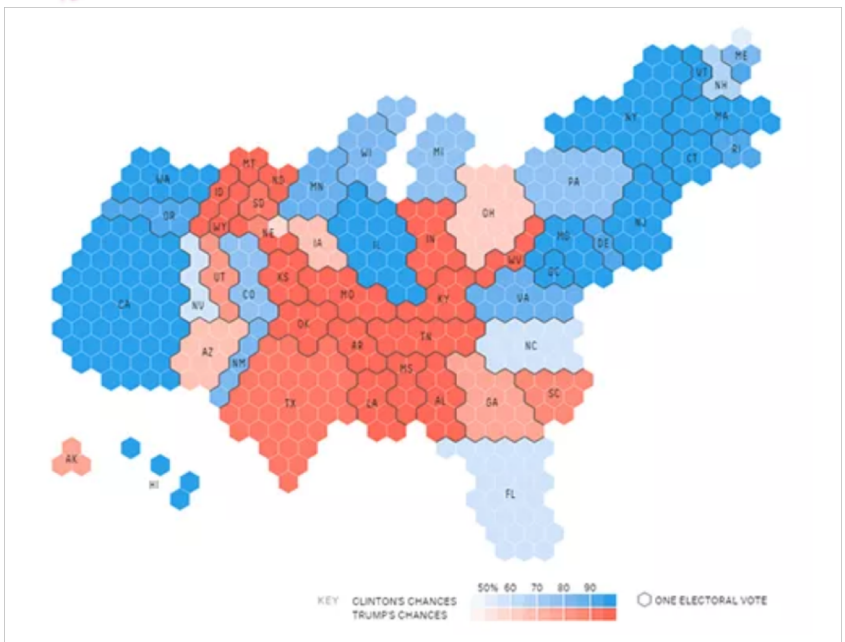 ME
VT
NH
NY
MA
RI
WI
MI
CT
MT
WA
ND
MN
PA
ID
SD
OR
OH
NJ
WY
NE
IA
IL
IN
MD
DE
WV
DC
UT
KS
CO
MO
CA
NV
KY
VA
OK
TN
AR
NC
AZ
NM
MS
TX
LA
AL
GA
SC
AK
HI
FL
50% 60 70 80 90
KEY CLINTON'S CHANCES
TRUMP'S CHANCES
ONE ELECTORAL VOTE